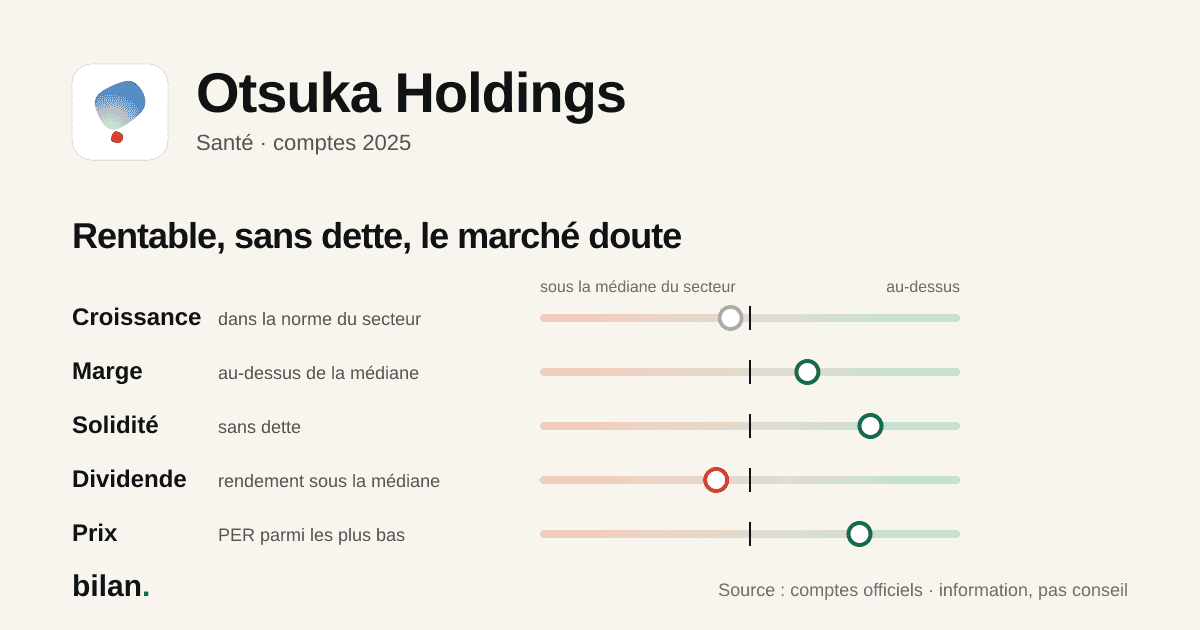 Otsuka Holdings
Santé · comptes 2025
Rentable, sans dette, le marché doute
sous la médiane du secteur au-dessus
Croissance dans la norme du secteur
Marge au-dessus de la médiane
Solidité sans dette
Dividende rendement sous la médiane
Prix PER parmi les plus bas
bilan.
Source : comptes officiels · information, pas conseil